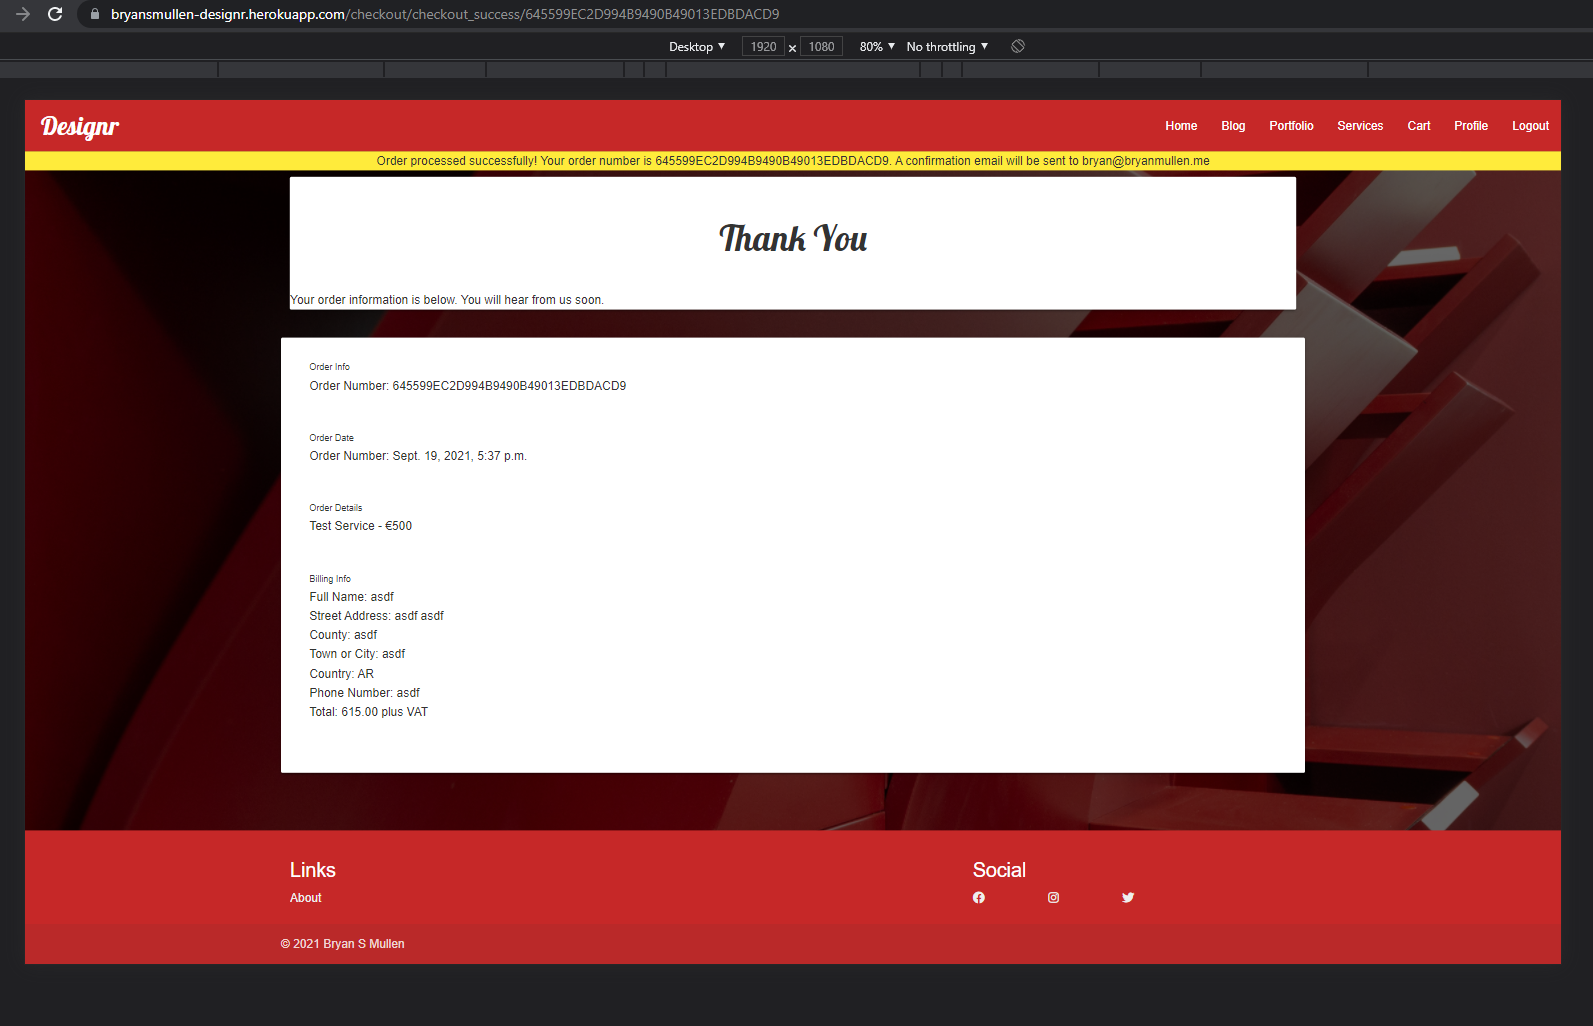 bryansmullen-designr.herokuapp.com/checkout/checkout_success/645599EC2D994B9490B49013EDBDACD9
Desktop ▼ 1920 × 1080 80% ▼ No throttling ▼
Designr
Home Blog Portfolio Services Cart Profile Logout
Order processed successfully! Your order number is 645599EC2D994B9490B49013EDBDACD9. A confirmation email will be sent to bryan@bryanmullen.me
Thank You
Your order information is below. You will hear from us soon.
Order Info
Order Number: 645599EC2D994B9490B49013EDBDACD9
Order Date
Order Number: Sept. 19, 2021, 5:37 p.m.
Order Details
Test Service - €500
Billing Info
Full Name: asdf
Street Address: asdf asdf
County: asdf
Town or City: asdf
Country: AR
Phone Number: asdf
Total: 615.00 plus VAT
Links
About
Social
© 2021 Bryan S Mullen